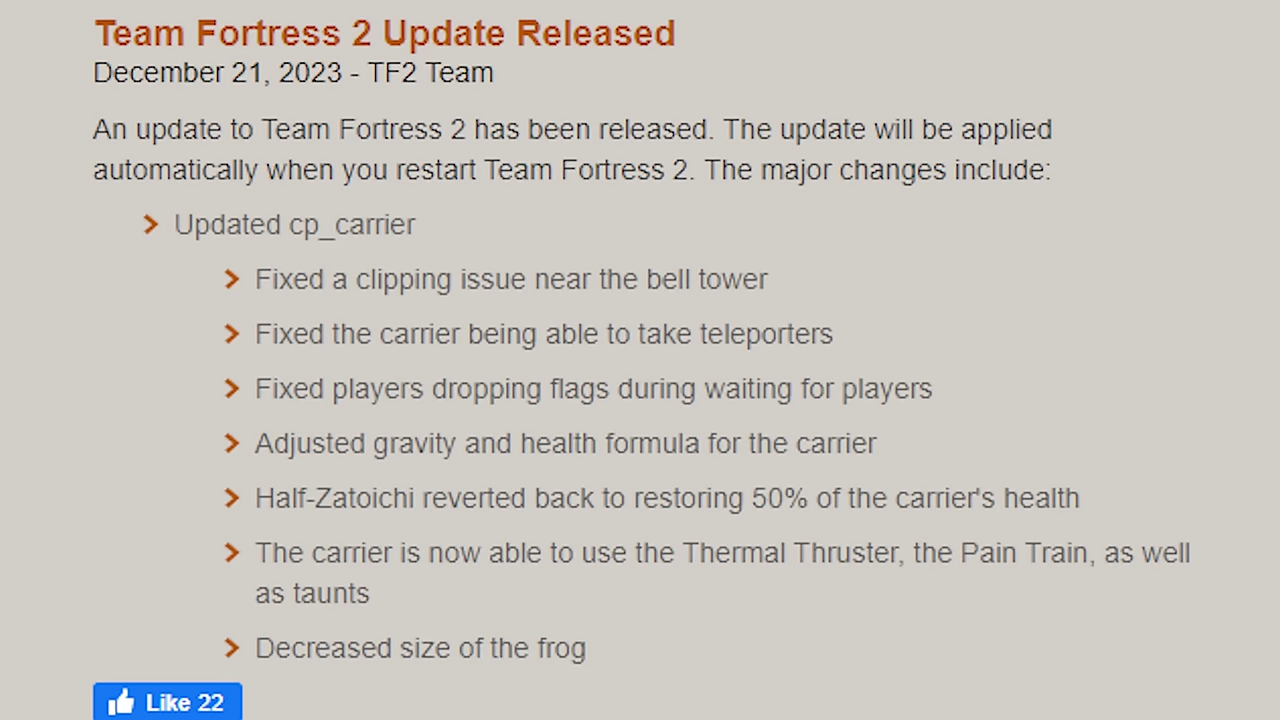 Team Fortress 2 Update Released
December 21, 2023 - TF2 Team
An update to Team Fortress 2 has been released. The update will be applied
automatically when you restart Team Fortress 2. The major changes include:
Updated cp_carrier
Fixed a clipping issue near the bell tower
Fixed the carrier being able to take teleporters
Fixed players dropping flags during waiting for players
Adjusted gravity and health formula for the carrier
Half-Zatoichi reverted back to restoring 50% of the carrier's health
The carrier is now able to use the Thermal Thruster, the Pain Train, as well
as taunts
Decreased size of the frog
Like 22